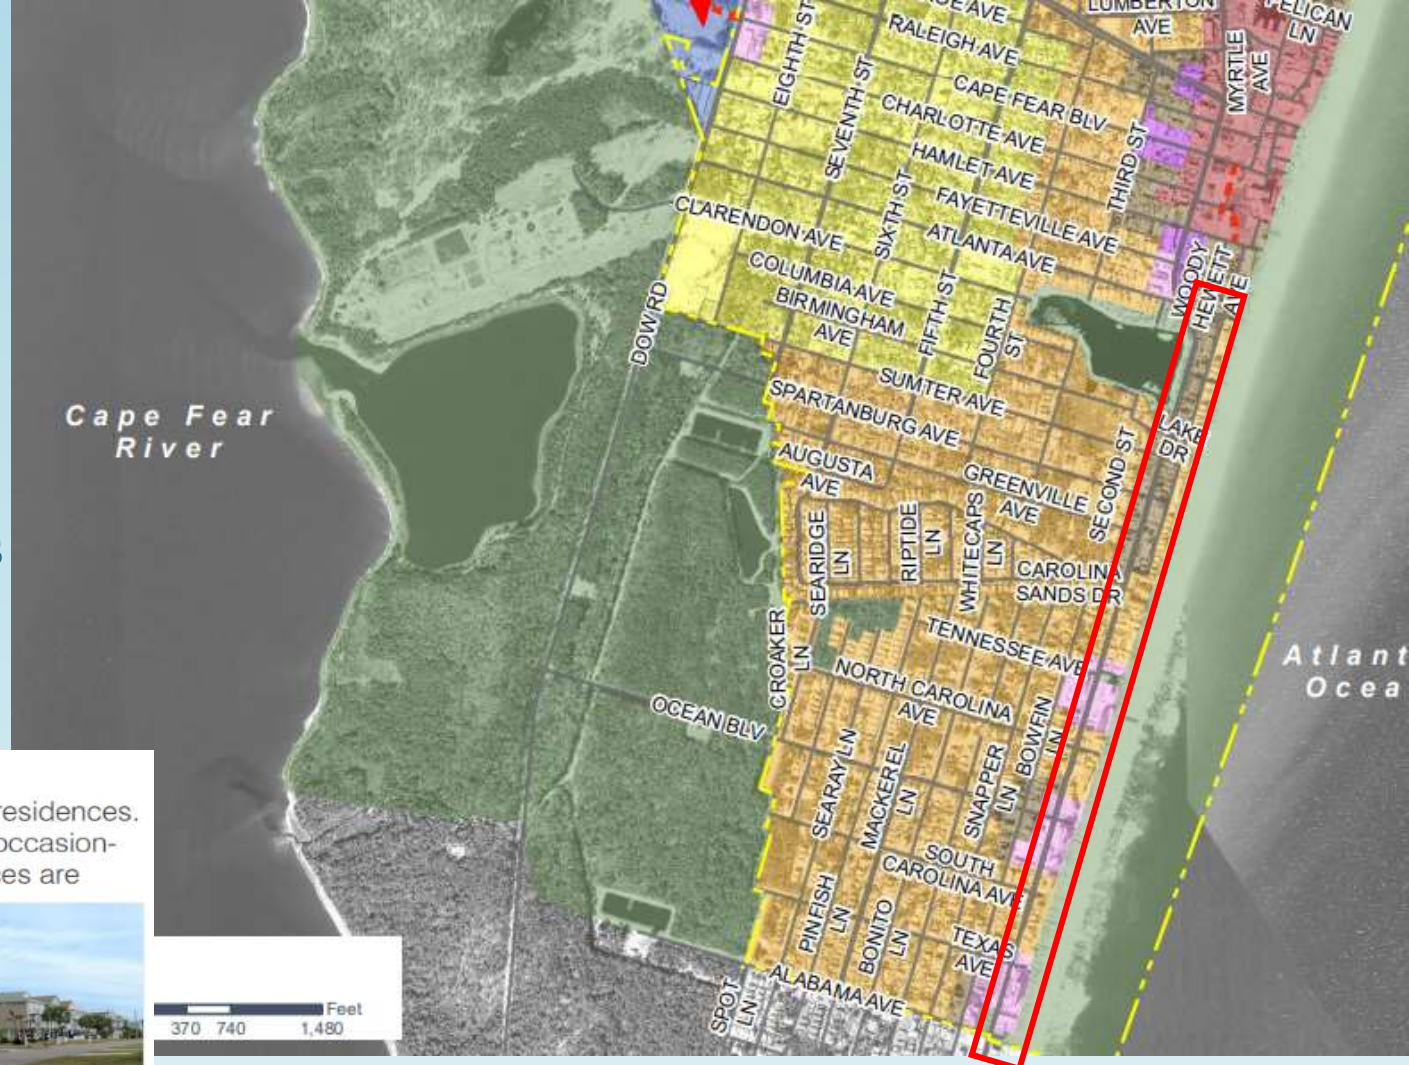 LUMBERTON
AVE
PELICAN
LN
AVE
RALEIGH AVE
MYRTLE
AVE
EIGHTH ST
SEVENTH ST
CAPE FEAR BLV
CHARLOTTE AVE
HAMLET AVE
THIRD ST
FAYETTEVILLE AVE
SIXTH ST
CLARENDON AVE
ATLANTA AVE
COLUMBIA AVE
BIRMINGHAM
AVE
FIFTH ST
FOURTH
ST
WOODY
HEWETT
AVE
DOW RD
SUMTER AVE
SPARTANBURG AVE
Cape Fear
River
LAKE
DR
SECOND ST
AUGUSTA
AVE
GREENVILLE
AVE
SEARIDGE
LN
RIPTIDE
LN
WHITECAPS
LN
CAROLINA
SANDS DR
CROAKER
LN
TENNESSEE AVE
Atlant
Ocea
NORTH CAROLINA
AVE
OCEAN BLV
BOWFIN
LN
SEARAY LN
MACKEREL
LN
SNAPPER
LN
SOUTH
CAROLINA AVE
PINFISH
LN
BONITO
LN
TEXAS
AVE
ALABAMA AVE
SPOT
LN
residences.
occasion-
es are
Feet
370 740 1,480